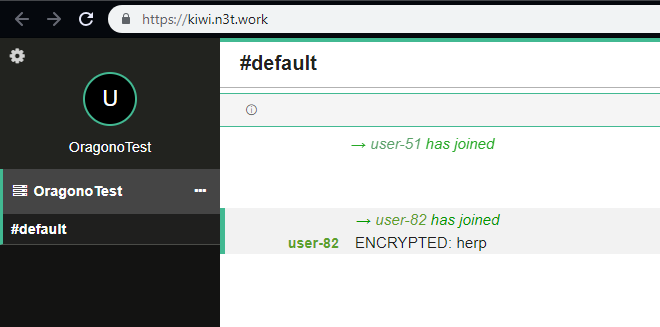 https://kiwi.n3t.work
U
OragonoTest
OragonoTest
#default
#default
→ user-51 has joined
→ user-82 has joined
user-82 ENCRYPTED: herp